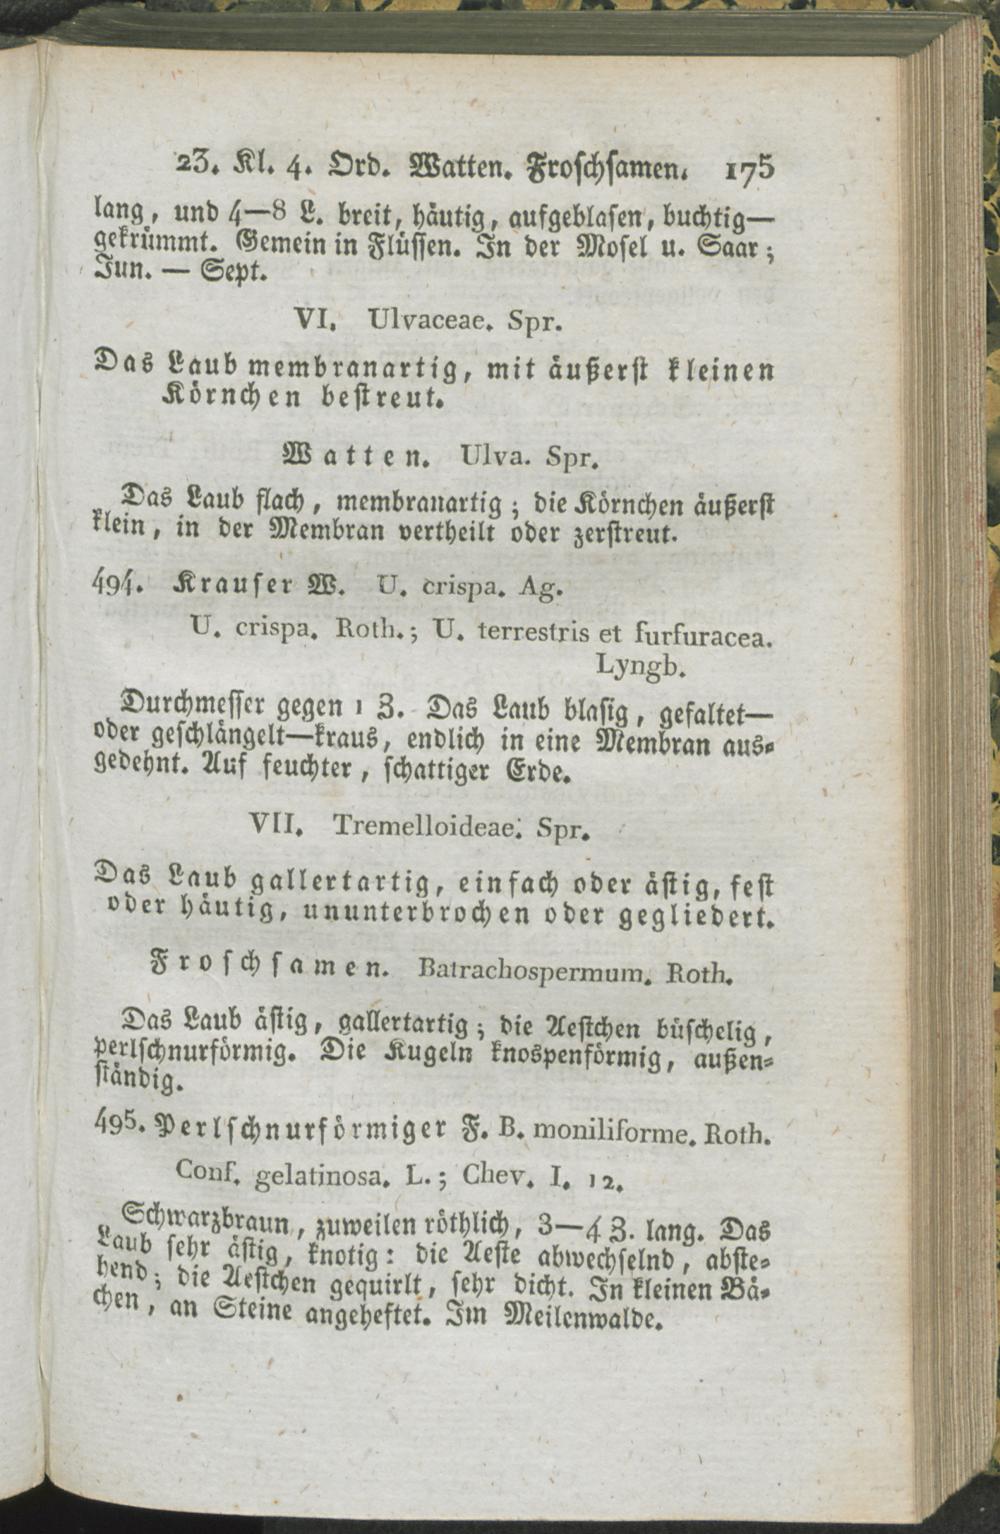 23. Kl. 4. Ord. Watten. Froschsamen. 175
lang, und 4—8 L. breit, häutig, aufgeblasen, buchtig—
gekrümmt. Gemein in Flüssen. In der Mosel u. Saar;
Jun. — Sept.
VI. Ulvaceae. Spr.
Das Laub membranartig, mit äußerst kleinen
Körnchen bestreut.
Watten. Ulva. Spr.
Das Laub flach, membranartig; die Körnchen äußerst
klein, in der Membran vertheilt oder zerstreut.
494. Krauser W. U. crispa. Ag.
U. crispa. Roth.; U. terrestris et furfuracea.
Lyngb.
Durchmesser gegen 1 Z. Das Laub blasig, gefaltet—
oder geschlängelt—kraus, endlich in eine Membran aus-
gedehnt. Auf feuchter, schattiger Erde.
VII. Tremelloideae. Spr.
Das Laub gallertartig, einfach oder ästig, fest
oder häutig, ununterbrochen oder gegliedert.
Froschsamen. Batrachospermum. Roth.
Das Laub ästig, gallertartig; die Aestchen büschelig,
perlschnurförmig. Die Kugeln knospenförmig, außen-
ständig.
495. Perlschnurförmiger F. B. moniliforme. Roth.
Conf. gelatinosa. L.; Chev. I. 12.
Schwarzbraun, zuweilen röthlich, 3—4 Z. lang. Das
Laub sehr ästig, knotig: die Aeste abwechselnd, abste-
hend; die Aestchen gequirlt, sehr dicht. In kleinen Bä-
chen, an Steine angeheftet. Im Meilenwalde.